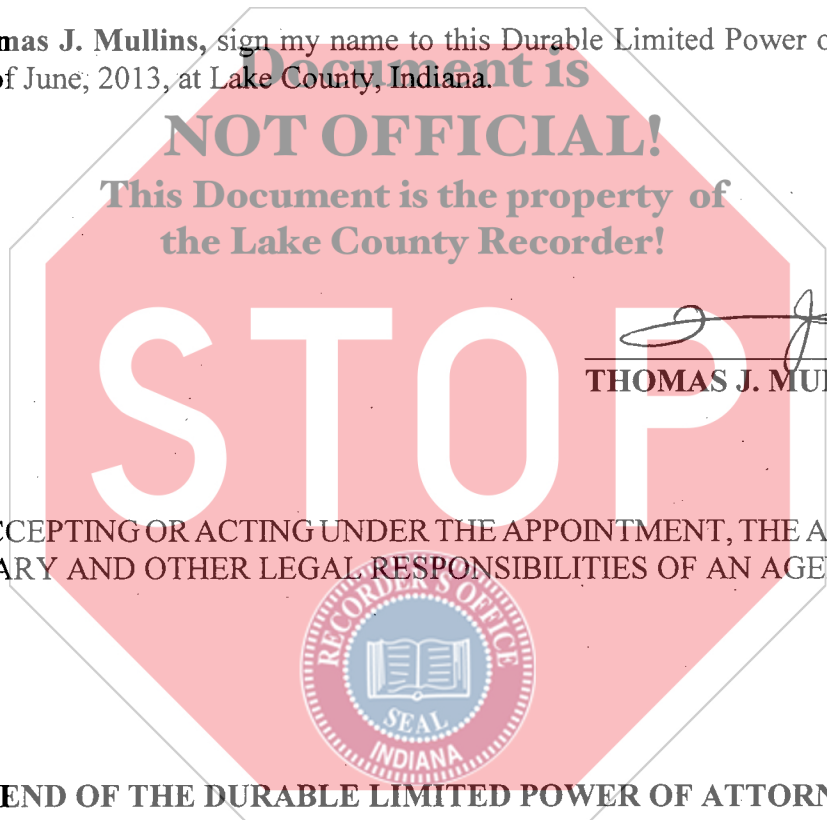 mas J. Mullins, sign my name to this Durable Limited Power o
of June, 2013, at Lake County, Indiana.
Document is
NOT OFFICIAL!
This Document is the property of
the Lake County Recorder!
STOP
THOMAS J. MUL
CCEPTING OR ACTING UNDER THE APPOINTMENT, THE A
ARY AND OTHER LEGAL RESPONSIBILITIES OF AN AGE
RECORDER'S OFFICE
SEAL
INDIANA
END OF THE DURABLE LIMITED POWER OF ATTORN